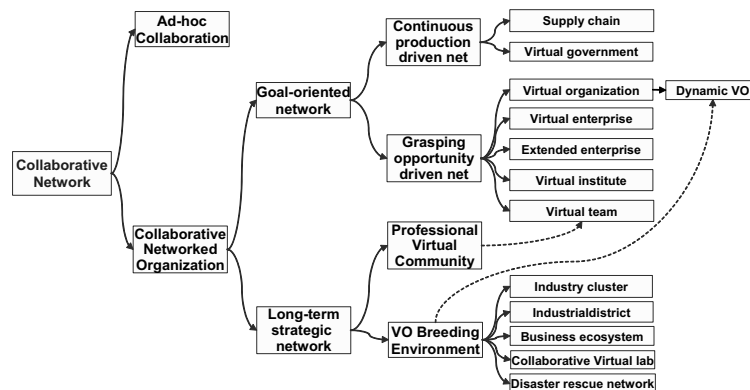 Collaborative
Network
Ad-hoc
Collaboration
Collaborative
Networked
Organization
Goal-oriented
network
Long-term
strategic
network
Continuous
production
driven net
Grasping
opportunity
driven net
Professional
Virtual
Community
VO Breeding
Environment
Supply chain
Virtual government
Virtual organization
Dynamic VO
Virtual enterprise
Extended enterprise
Virtual institute
Virtual team
Industry cluster
Industrialdistrict
Business ecosystem
Collaborative Virtual lab
Disaster rescue network